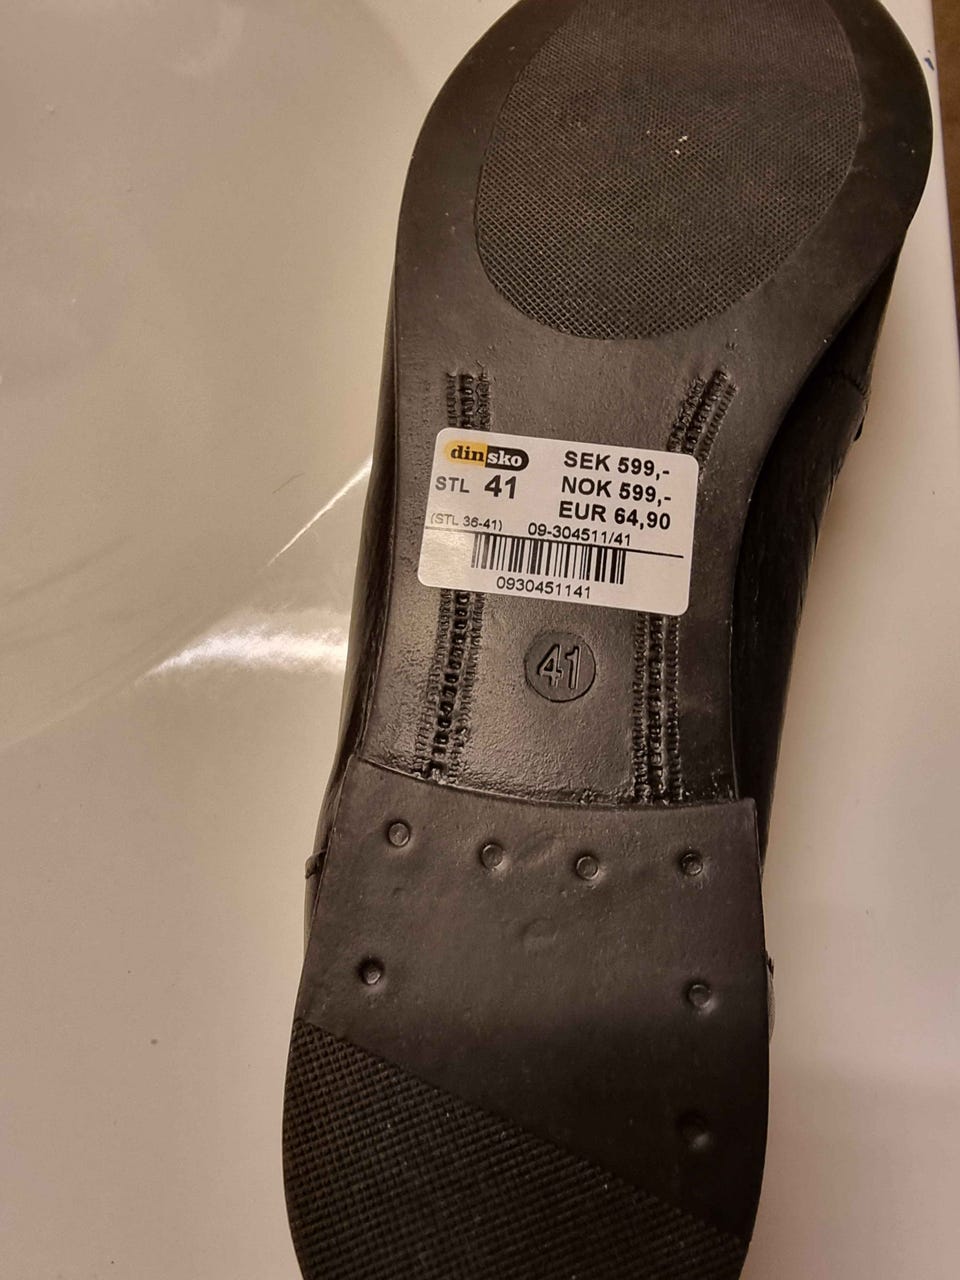 dinsko
SEK 599,-
STL 41
NOK 599,-
EUR 64,90
(STL 36-41)
09-304511/41
0930451141
41